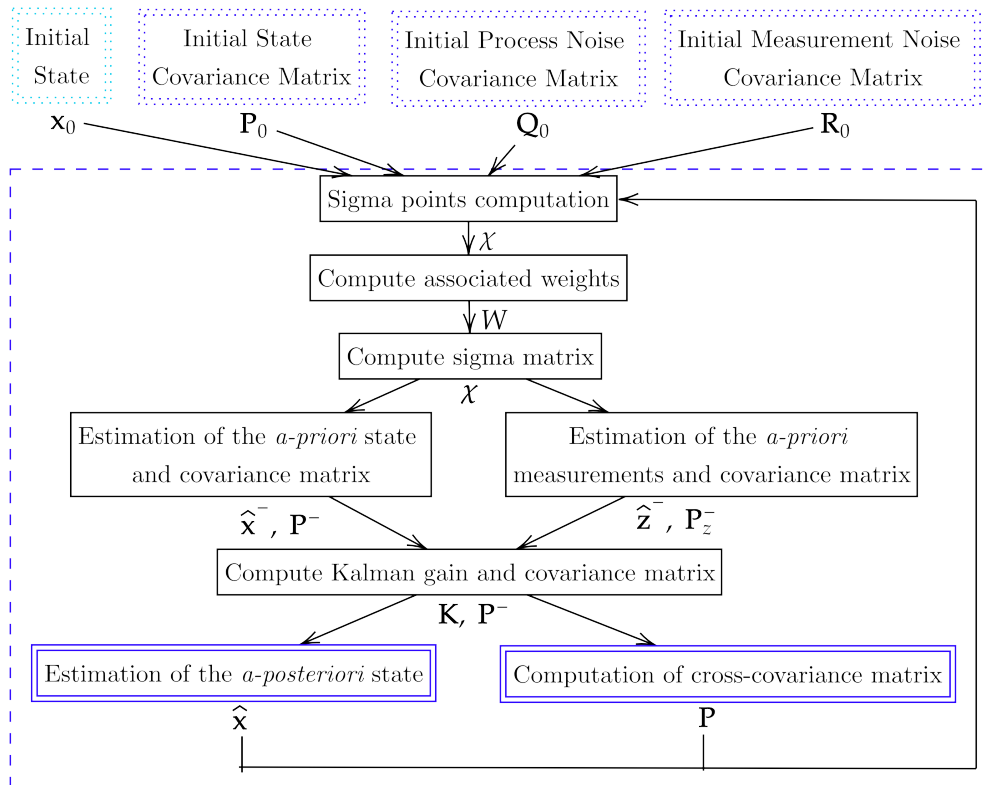 Initial
State
Initial State
Covariance Matrix
Initial Process Noise
Covariance Matrix
Initial Measurement Noise
Covariance Matrix
x₀
P₀
Q₀
R₀
Sigma points computation
χ
Compute associated weights
W
Compute sigma matrix
χ
Estimation of the a-priori state
and covariance matrix
Estimation of the a-priori
measurements and covariance matrix
x̂⁻, P⁻
ẑ⁻, P_z⁻
Compute Kalman gain and covariance matrix
K, P⁻
Estimation of the a-posteriori state
Computation of cross-covariance matrix
x̂
P